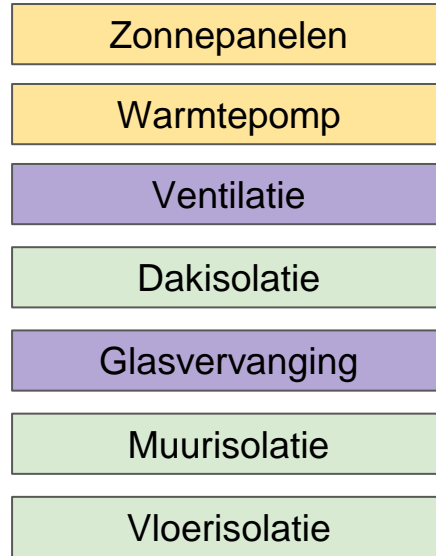 Zonnepanelen
Warmtepomp
Ventilatie
Dakisolatie
Glasvervanging
Muurisolatie
Vloerisolatie